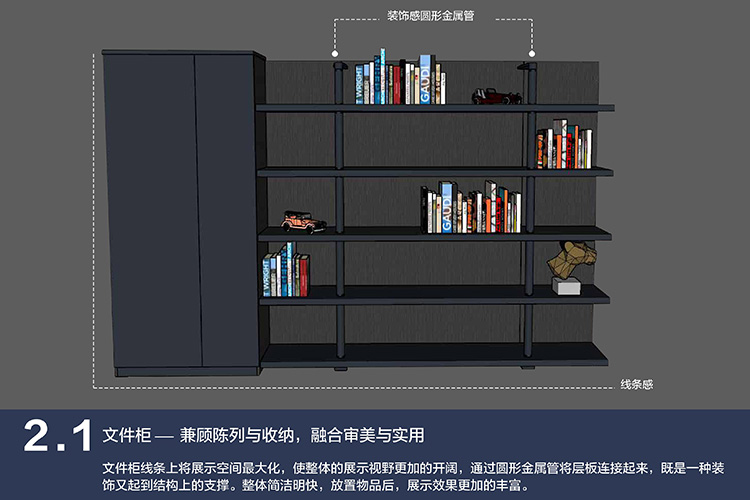 装饰感圆形金属管
GAUDI
GAUDI
线条感
2.1 文件柜 — 兼顾陈列与收纳，融合审美与实用
文件柜线条上将展示空间最大化，使整体的展示视野更加的开阔，通过圆形金属管将层板连接起来，既是一种装
饰又起到结构上的支撑。整体简洁明快，放置物品后，展示效果更加的丰富。